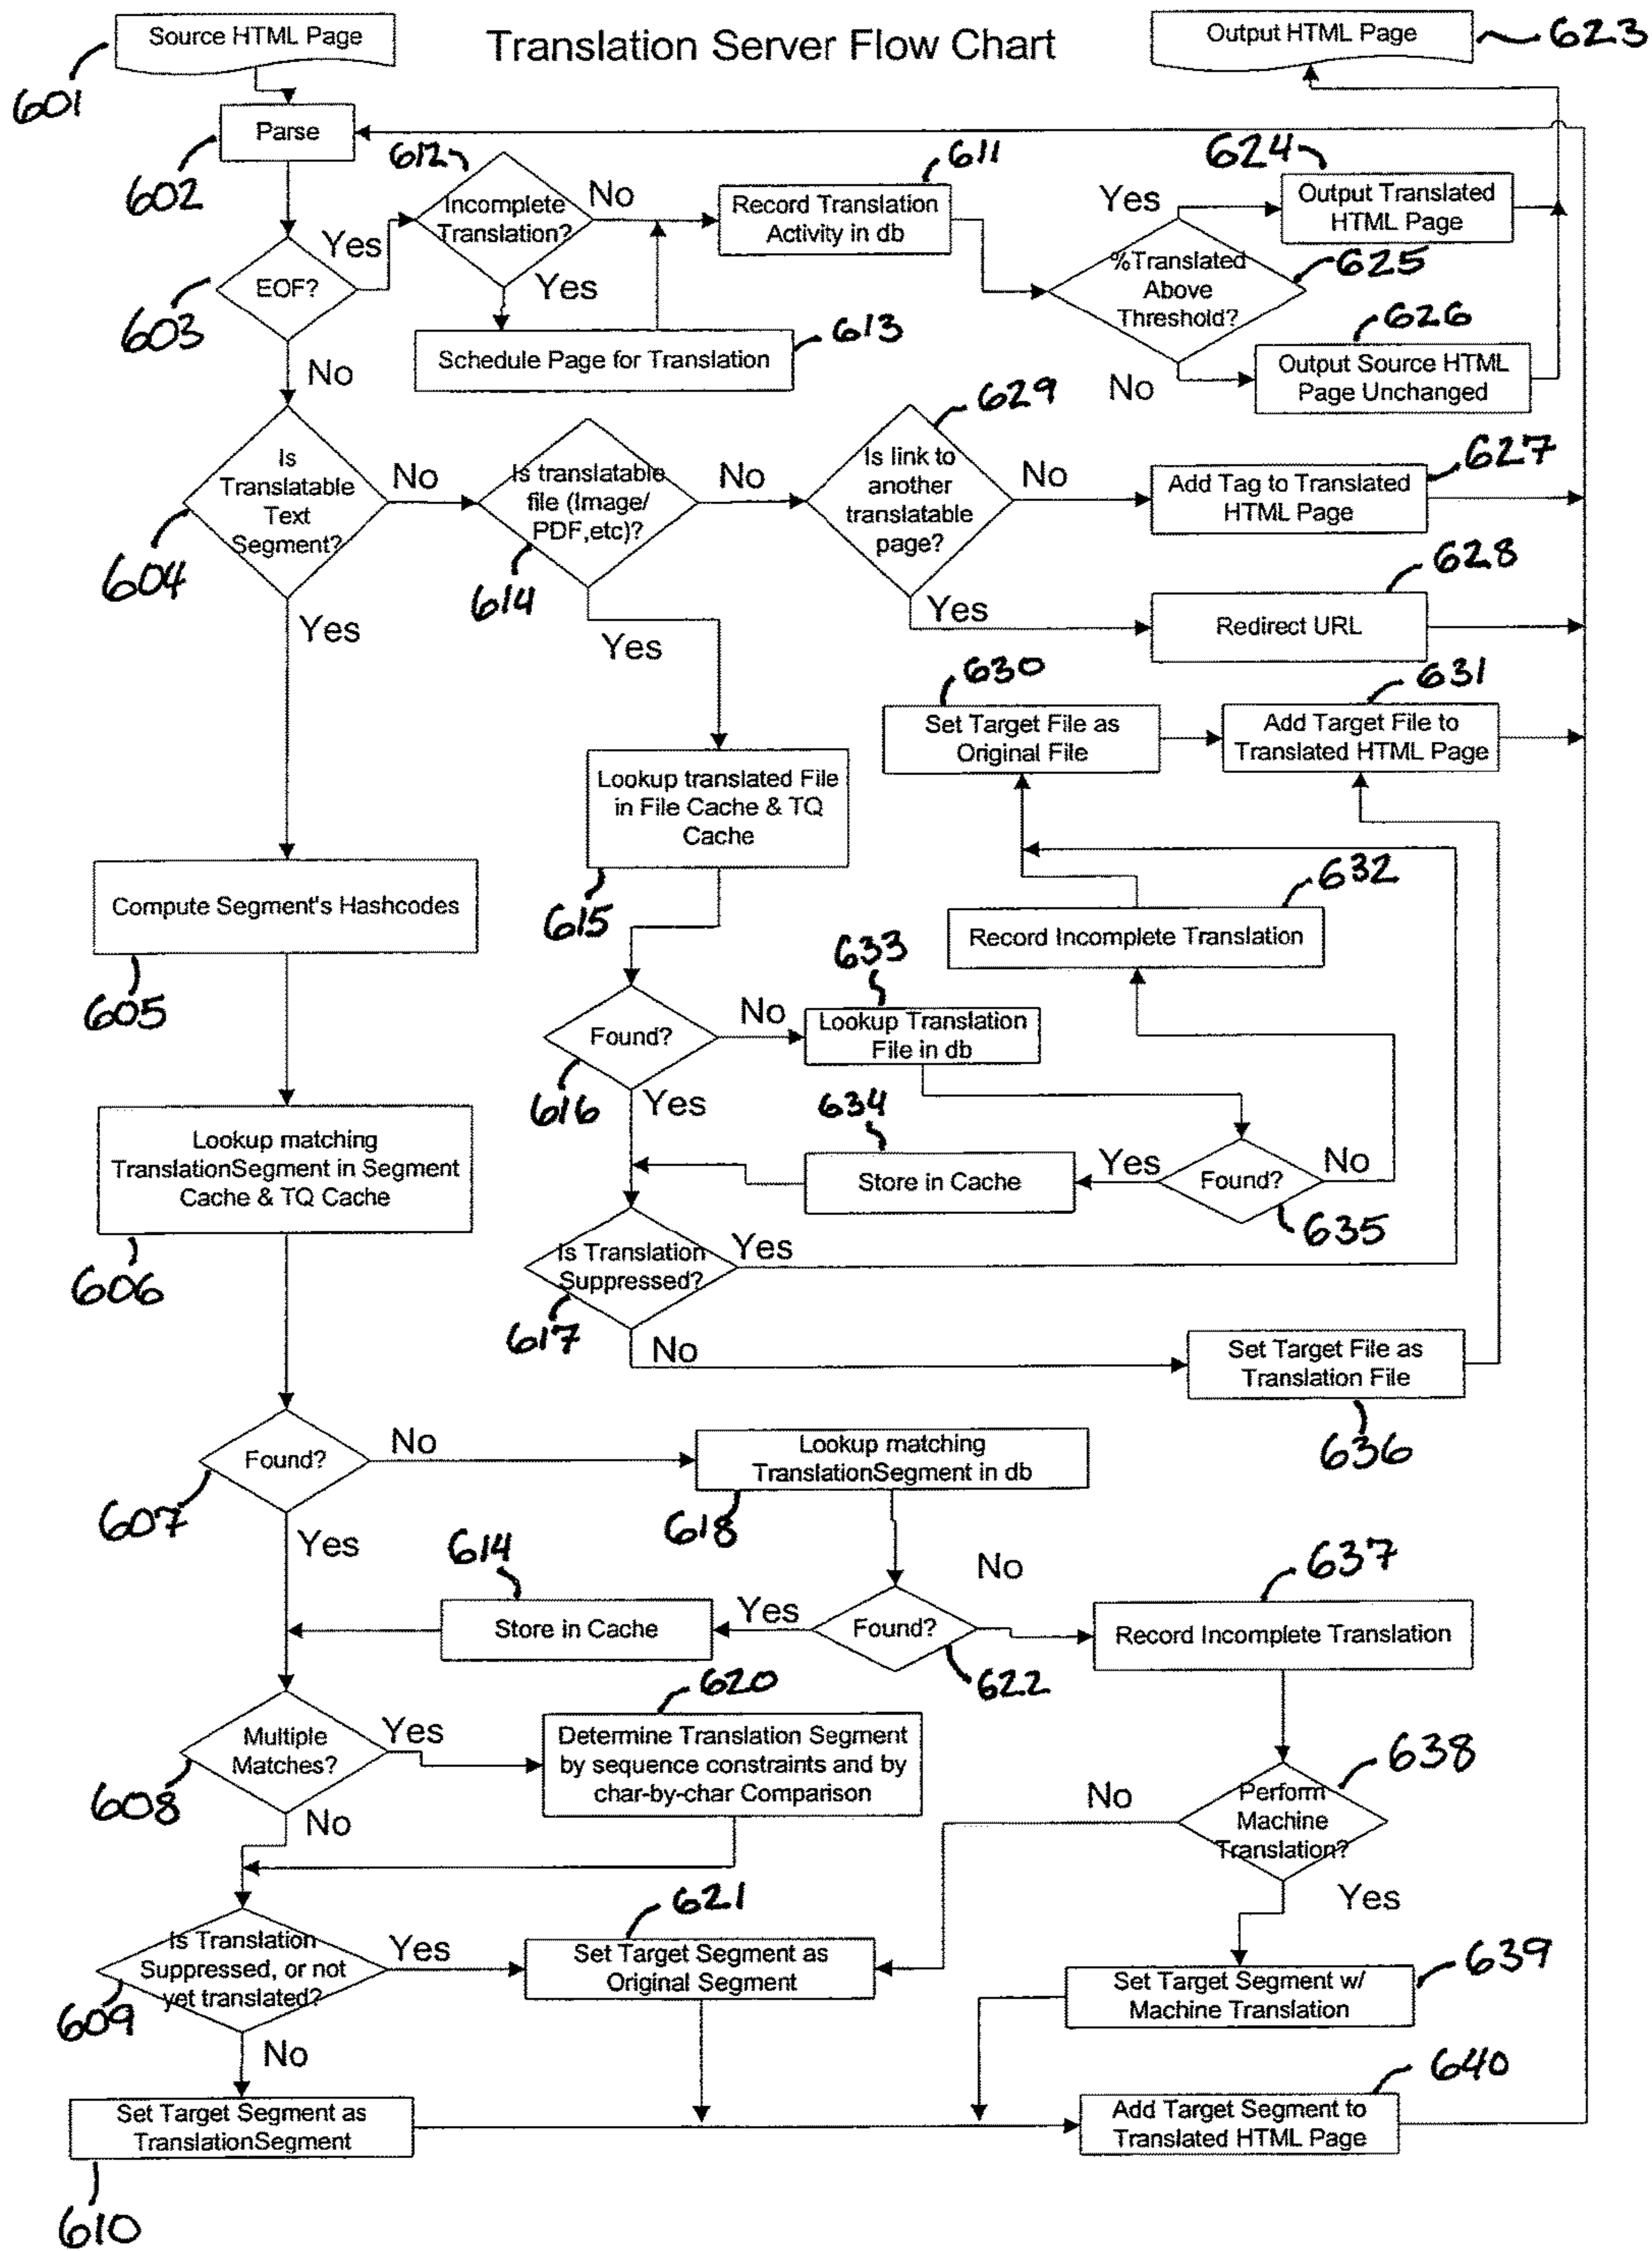 Source HTML Page
Translation Server Flow Chart
Output HTML Page
623
601
Parse
602
612
Incomplete
Translation?
No
Yes
611
Record Translation
Activity in db
624
Yes
Output Translated
HTML Page
%Translated
Above
Threshold?
625
626
No
Output Source HTML
Page Unchanged
EOF?
Yes
603
No
Schedule Page for Translation
613
Is
Translatable
Text
Segment?
604
No
Yes
Is translatable
file (Image/
PDF,etc)?
614
No
Yes
629
Is link to
another
translatable
page?
No
Yes
627
Add Tag to Translated
HTML Page
628
Redirect URL
630
Set Target File as
Original File
631
Add Target File to
Translated HTML Page
Lookup translated File
in File Cache & TQ
Cache
615
Compute Segment's Hashcodes
605
632
Record Incomplete Translation
633
Lookup Translation
File in db
Found?
No
616
Yes
634
Store in Cache
Yes
Found?
No
635
Lookup matching
TranslationSegment in Segment
Cache & TQ Cache
606
Is Translation
Suppressed?
Yes
617
No
Set Target File as
Translation File
636
Found?
No
607
Yes
Lookup matching
TranslationSegment in db
618
614
Store in Cache
Yes
Found?
No
622
637
Record Incomplete Translation
620
Multiple
Matches?
Yes
608
No
Determine Translation Segment
by sequence constraints and by
char-by-char Comparison
638
No
Perform
Machine
Translation?
Yes
621
Is Translation
Suppressed, or not
yet translated?
Yes
609
No
Set Target Segment as
Original Segment
639
Set Target Segment w/
Machine Translation
640
Set Target Segment as
TranslationSegment
610
Add Target Segment to
Translated HTML Page